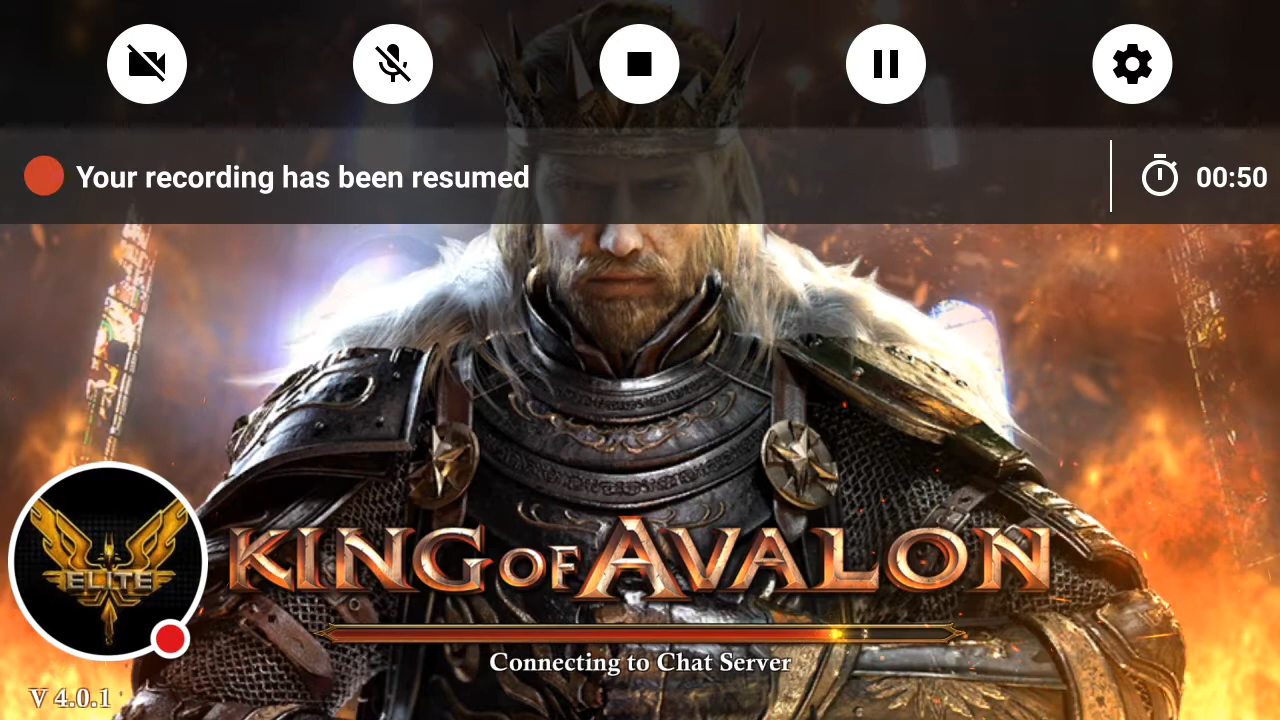 Your recording has been resumed
00:50
ELITE
KING OF AVALON
Connecting to Chat Server
V 4.0.1